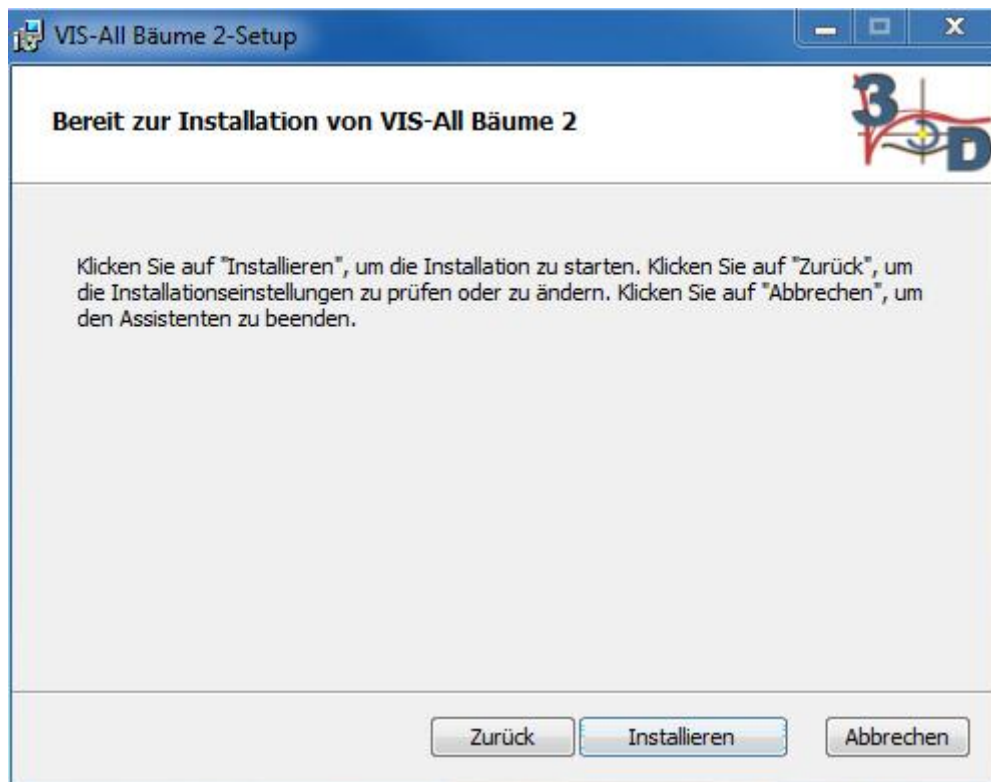 VIS-All Bäume 2-Setup
Bereit zur Installation von VIS-All Bäume 2
3
D
Klicken Sie auf "Installieren", um die Installation zu starten. Klicken Sie auf "Zurück", um
die Installationseinstellungen zu prüfen oder zu ändern. Klicken Sie auf "Abbrechen", um
den Assistenten zu beenden.
Zurück
Installieren
Abbrechen